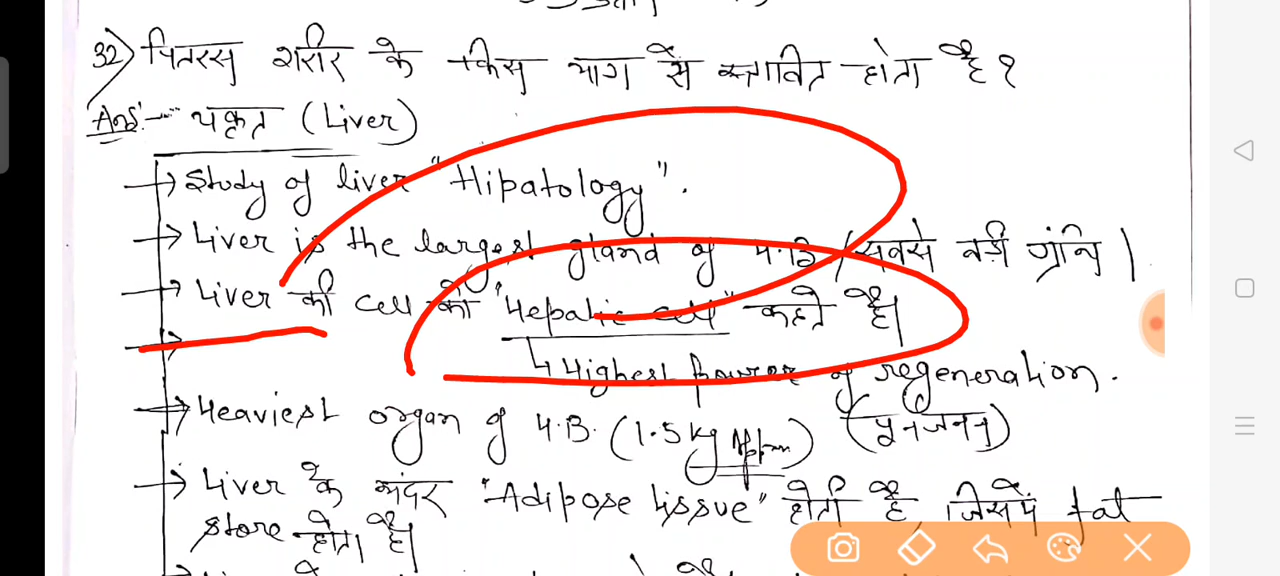 32) पितरस शरीर के किस भाग से स्त्रावित होता है?
Ans:- यकृत (Liver)
→ Study of liver "Hipatology".
→ Liver is the largest gland of H.B / सबसे बड़ी ग्रंन्थि |
→ Liver की cell को "Hepatic cell" कहते है।
↳ Highest power of regeneration.
→ Heaviest organ of H.B. (1.5 kg Appron) (पुनर्जनन)
→ Liver के अंदर "Adipose tissue" होती है, जिसमें fat
store होता है।